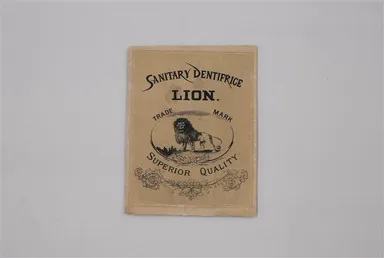 SANITARY DENTIFRICE
LION.
TRADE MARK
SUPERIOR QUALITY